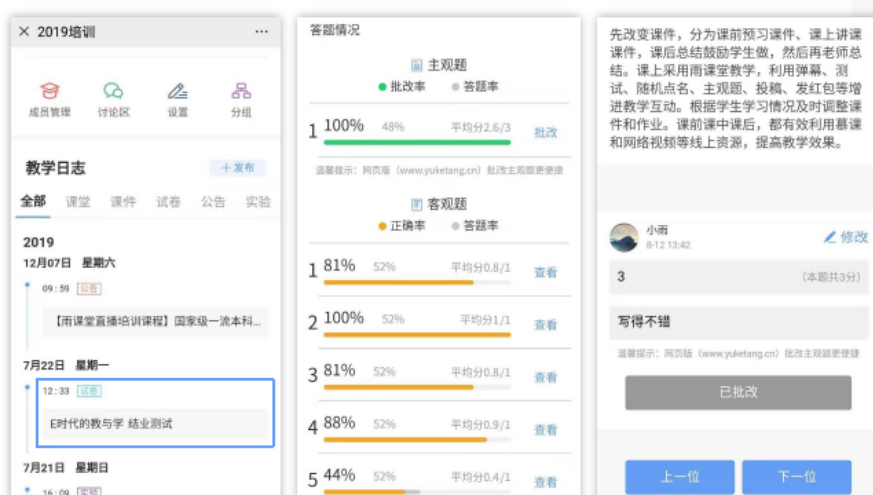 × 2019培训 ...
成员管理 讨论区 设置 分组
教学日志 +发布
全部 课堂 课件 试卷 公告 实验
2019
12月07日 星期六
09:59 公告
【雨课堂直播培训课程】国家级一流本科...
7月22日 星期一
12:33 试卷
E时代的教与学 结业测试
7月21日 星期日
16:09 实验
答题情况
主观题
批改率 答题率
1 100% 48% 平均分2.6/3 批改
温馨提示：网页版（www.yuketang.cn）批改主观题更便捷
客观题
正确率 答题率
1 81% 52% 平均分0.8/1 查看
2 100% 52% 平均分1/1 查看
3 81% 52% 平均分0.8/1 查看
4 88% 52% 平均分0.9/1 查看
5 44% 52% 平均分0.4/1 查看
先改变课件，分为课前预习课件、课上讲课
课件，课后总结鼓励学生做，然后再老师总
结。课上采用雨课堂教学，利用弹幕、测
试、随机点名、主观题、投稿、发红包等增
进教学互动。根据学生学习情况及时调整课
件和作业。课前课中课后，都有效利用慕课
和网络视频等线上资源，提高教学效果。
小雨 修改
8-12 13:42
3 （本题共3分）
写得不错
温馨提示：网页版（www.yuketang.cn）批改主观题更便捷
已批改
上一位 下一位